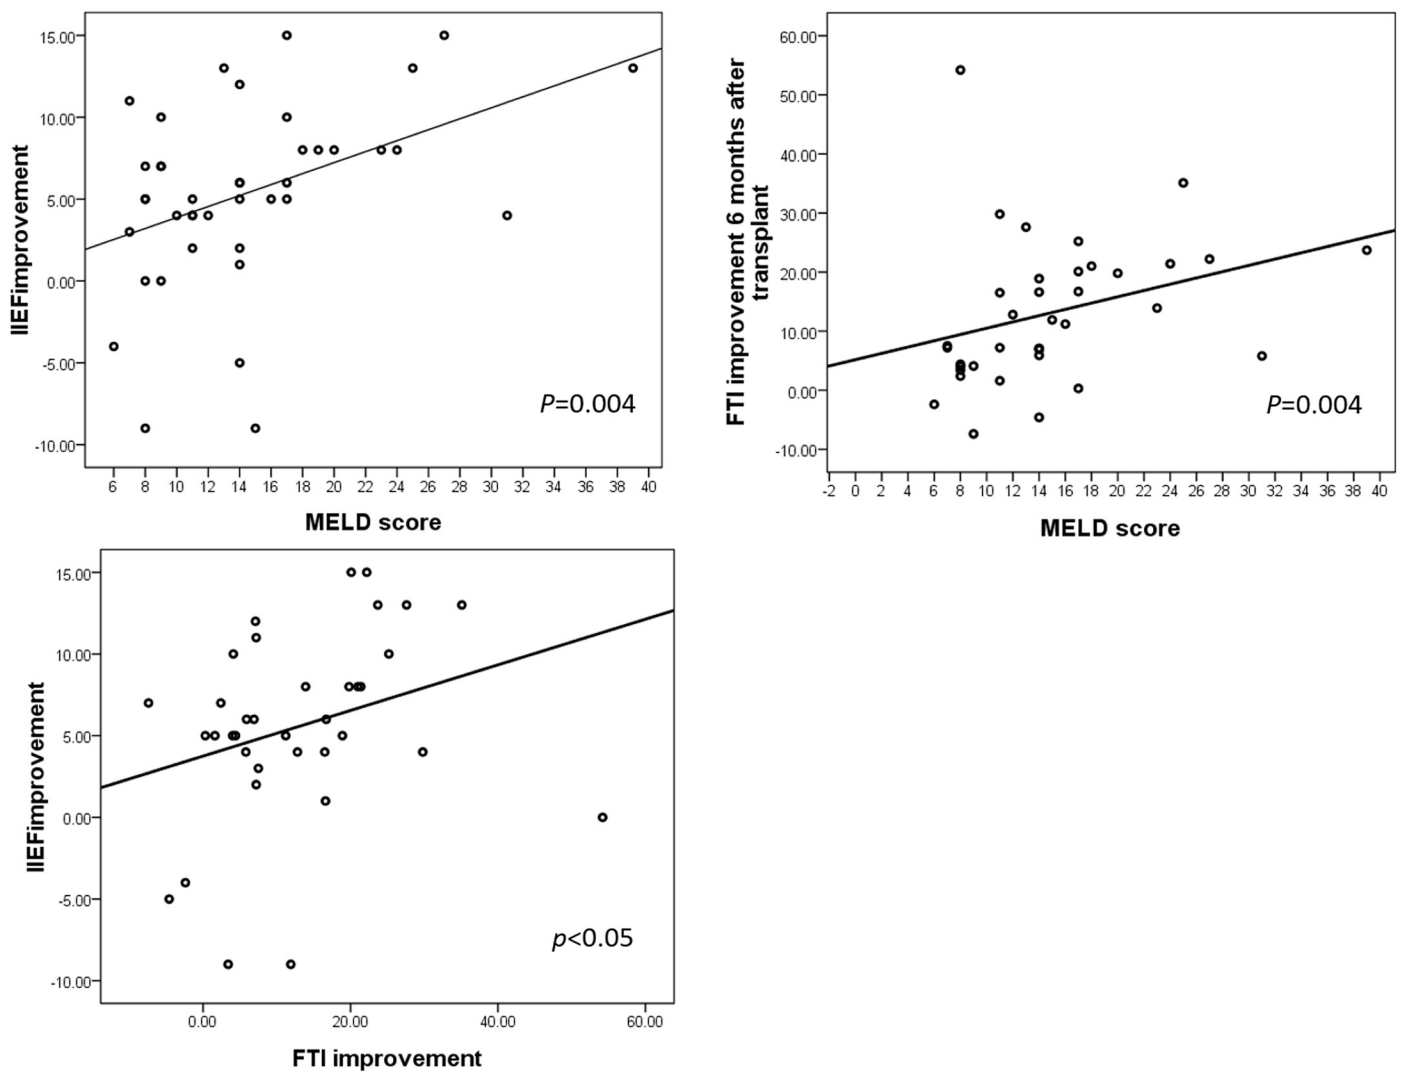 IIEFimprovement
15.00
10.00
5.00
0.00
-5.00
-10.00
P=0.004
6 8 10 12 14 16 18 20 22 24 26 28 30 32 34 36 38 40
MELD score
FTI improvement 6 months after
transplant
60.00
50.00
40.00
30.00
20.00
10.00
0.00
-10.00
P=0.004
-2 0 2 4 6 8 10 12 14 16 18 20 22 24 26 28 30 32 34 36 38 40
MELD score
IIEFimprovement
15.00
10.00
5.00
0.00
-5.00
-10.00
p<0.05
0.00 20.00 40.00 60.00
FTI improvement